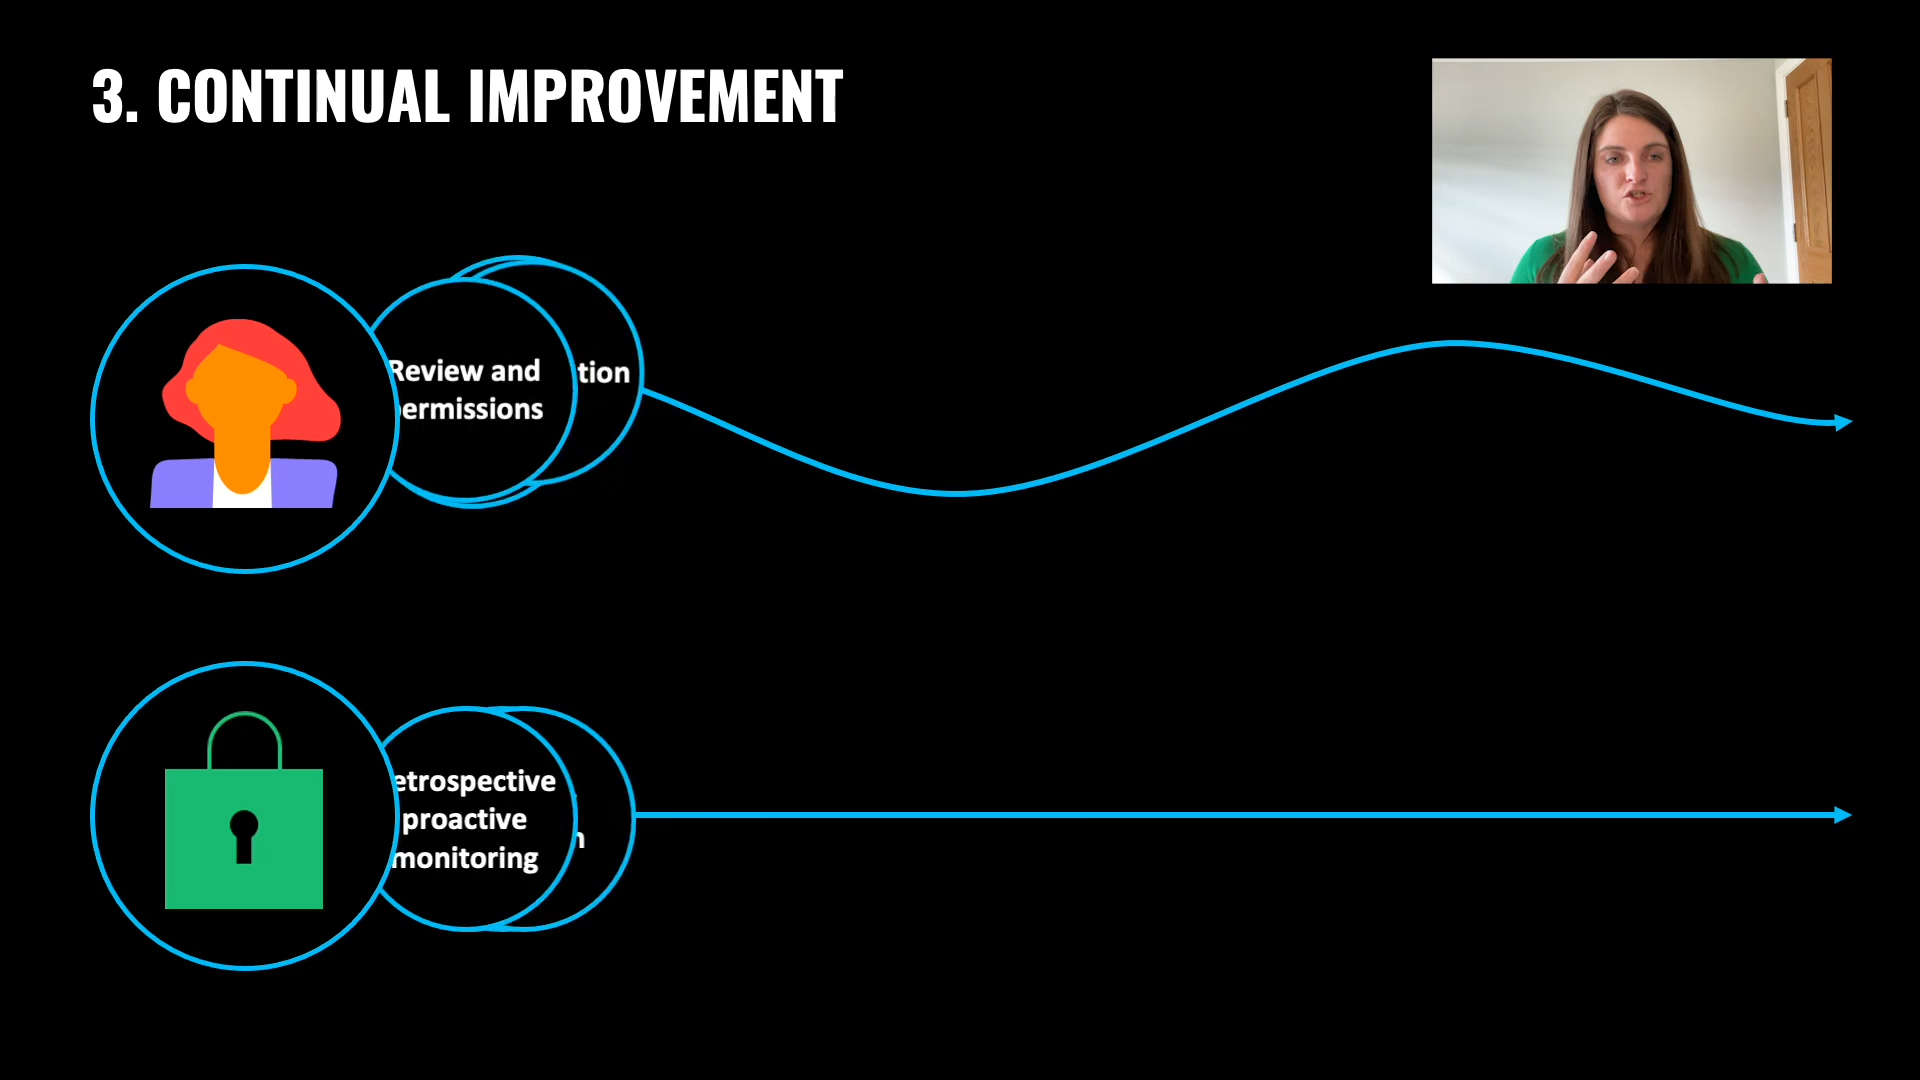 3. CONTINUAL IMPROVEMENT
Review and
ermissions
tion
etrospective
proactive
monitoring
n